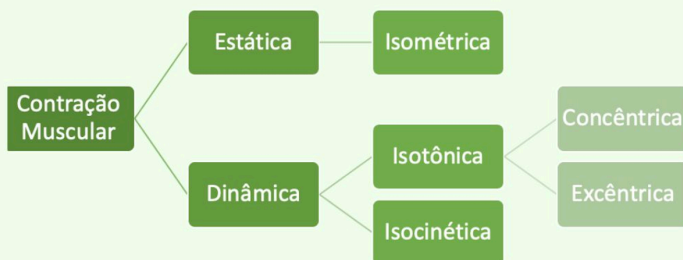 Contração
Muscular
Estática
Isométrica
Dinâmica
Isotônica
Concêntrica
Excêntrica
Isocinética